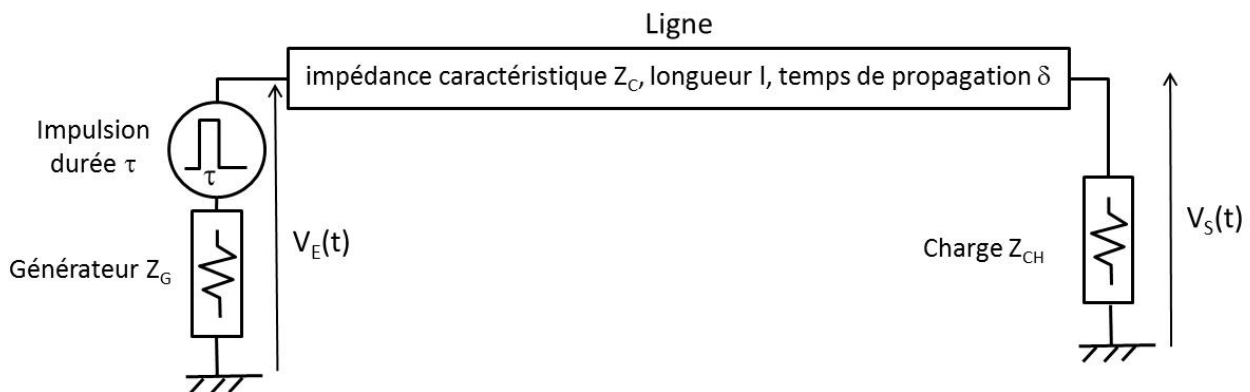 Ligne
impédance caractéristique Z_C, longueur l, temps de propagation δ
Impulsion
durée τ
τ
V_E(t)
Générateur Z_G
Charge Z_CH
V_S(t)